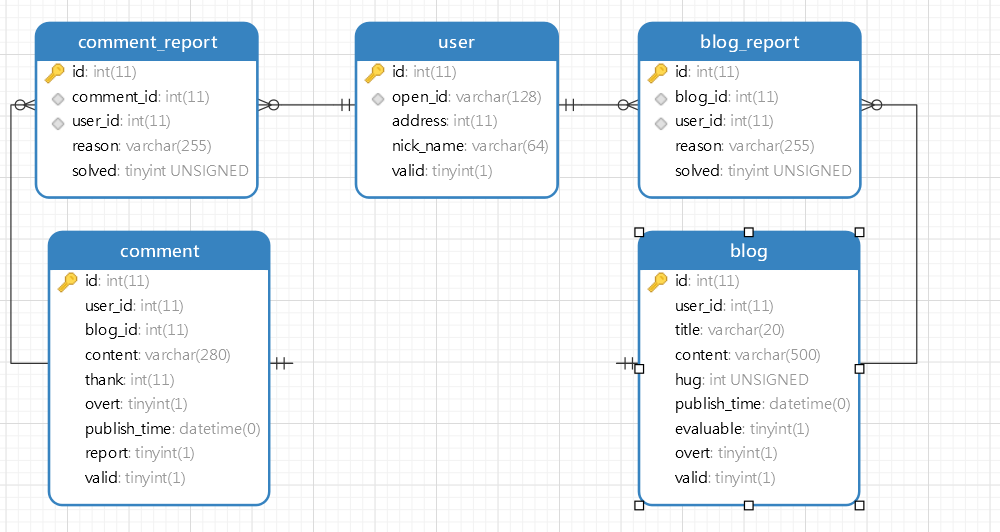 comment_report
id: int(11)
comment_id: int(11)
user_id: int(11)
reason: varchar(255)
solved: tinyint UNSIGNED
user
id: int(11)
open_id: varchar(128)
address: int(11)
nick_name: varchar(64)
valid: tinyint(1)
blog_report
id: int(11)
blog_id: int(11)
user_id: int(11)
reason: varchar(255)
solved: tinyint UNSIGNED
comment
id: int(11)
user_id: int(11)
blog_id: int(11)
content: varchar(280)
thank: int(11)
overt: tinyint(1)
publish_time: datetime(0)
report: tinyint(1)
valid: tinyint(1)
blog
id: int(11)
user_id: int(11)
title: varchar(20)
content: varchar(500)
hug: int UNSIGNED
publish_time: datetime(0)
evaluable: tinyint(1)
overt: tinyint(1)
valid: tinyint(1)